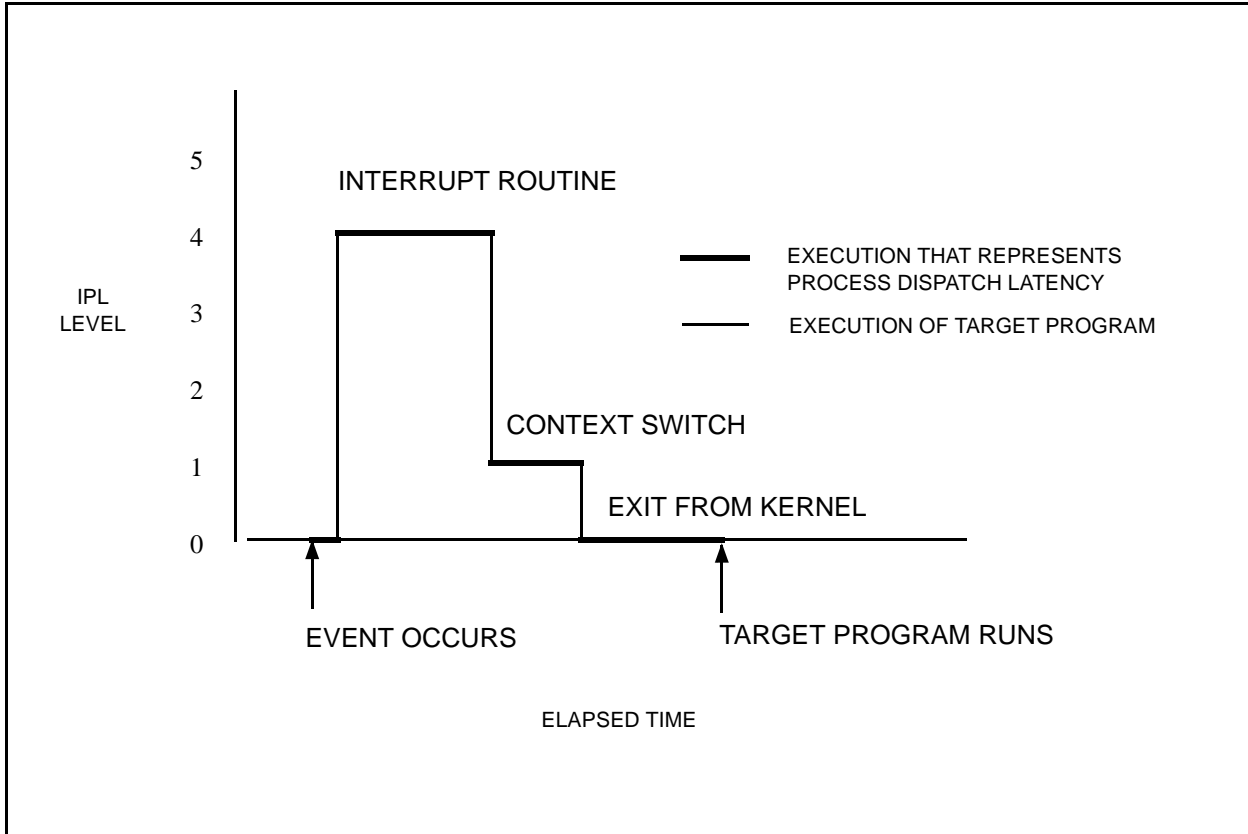 5
INTERRUPT ROUTINE
4
EXECUTION THAT REPRESENTS
PROCESS DISPATCH LATENCY
IPL
LEVEL
3
EXECUTION OF TARGET PROGRAM
2
CONTEXT SWITCH
1
EXIT FROM KERNEL
0
EVENT OCCURS
TARGET PROGRAM RUNS
ELAPSED TIME